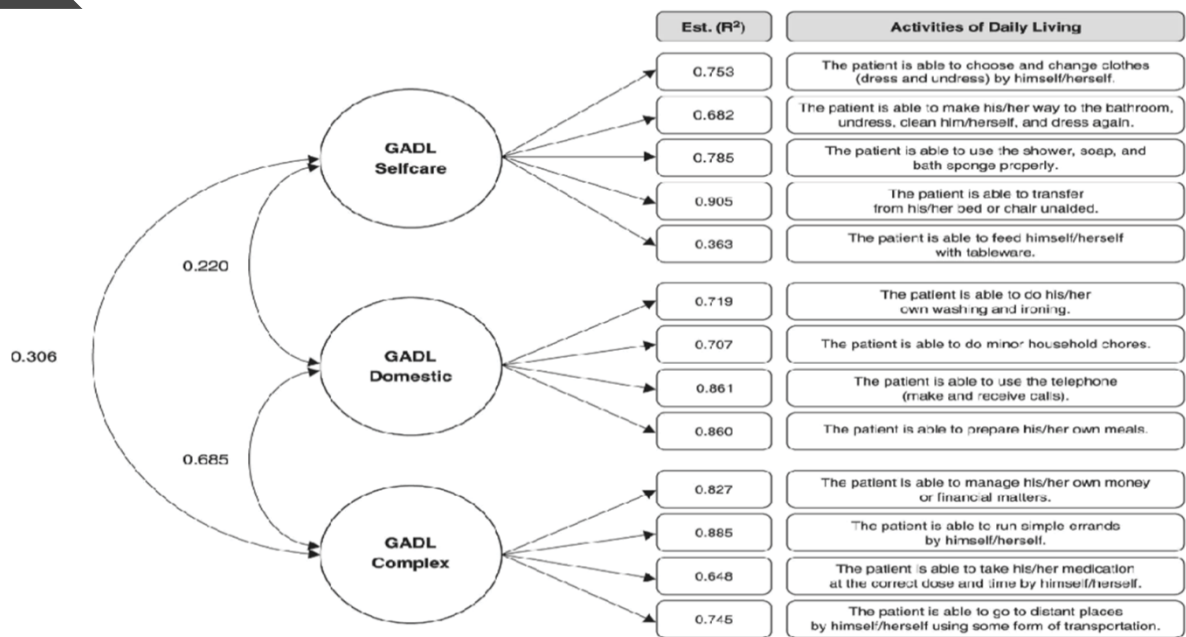 Est. (R²)
Activities of Daily Living
0.753
The patient is able to choose and change clothes
(dress and undress) by himself/herself.
0.682
The patient is able to make his/her way to the bathroom,
undress, clean him/herself, and dress again.
GADL
Selfcare
0.785
The patient is able to use the shower, soap, and
bath sponge properly.
0.905
The patient is able to transfer
from his/her bed or chair unaided.
0.363
The patient is able to feed himself/herself
with tableware.
0.220
0.719
The patient is able to do his/her
own washing and ironing.
0.306
0.707
The patient is able to do minor household chores.
GADL
Domestic
0.861
The patient is able to use the telephone
(make and receive calls).
0.860
The patient is able to prepare his/her own meals.
0.685
0.827
The patient is able to manage his/her own money
or financial matters.
0.885
The patient is able to run simple errands
by himself/herself.
GADL
Complex
0.648
The patient is able to take his/her medication
at the correct dose and time by himself/herself.
0.745
The patient is able to go to distant places
by himself/herself using some form of transportation.